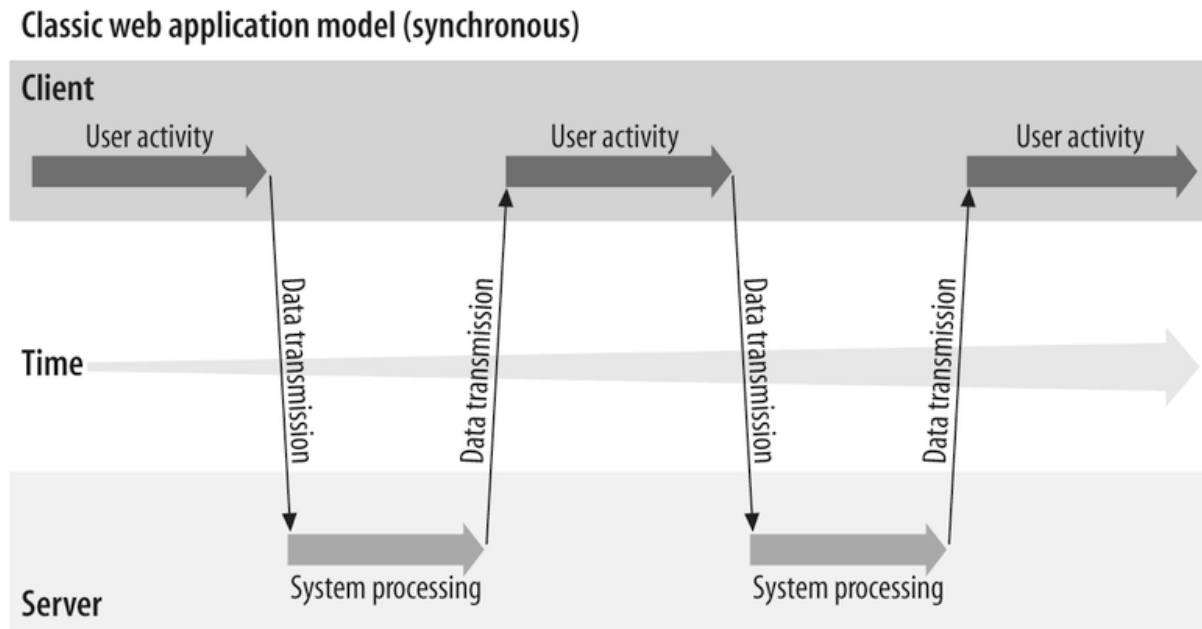 Classic web application model (synchronous)
Client
User activity
User activity
User activity
Data transmission
Data transmission
Data transmission
Data transmission
Time
System processing
System processing
Server